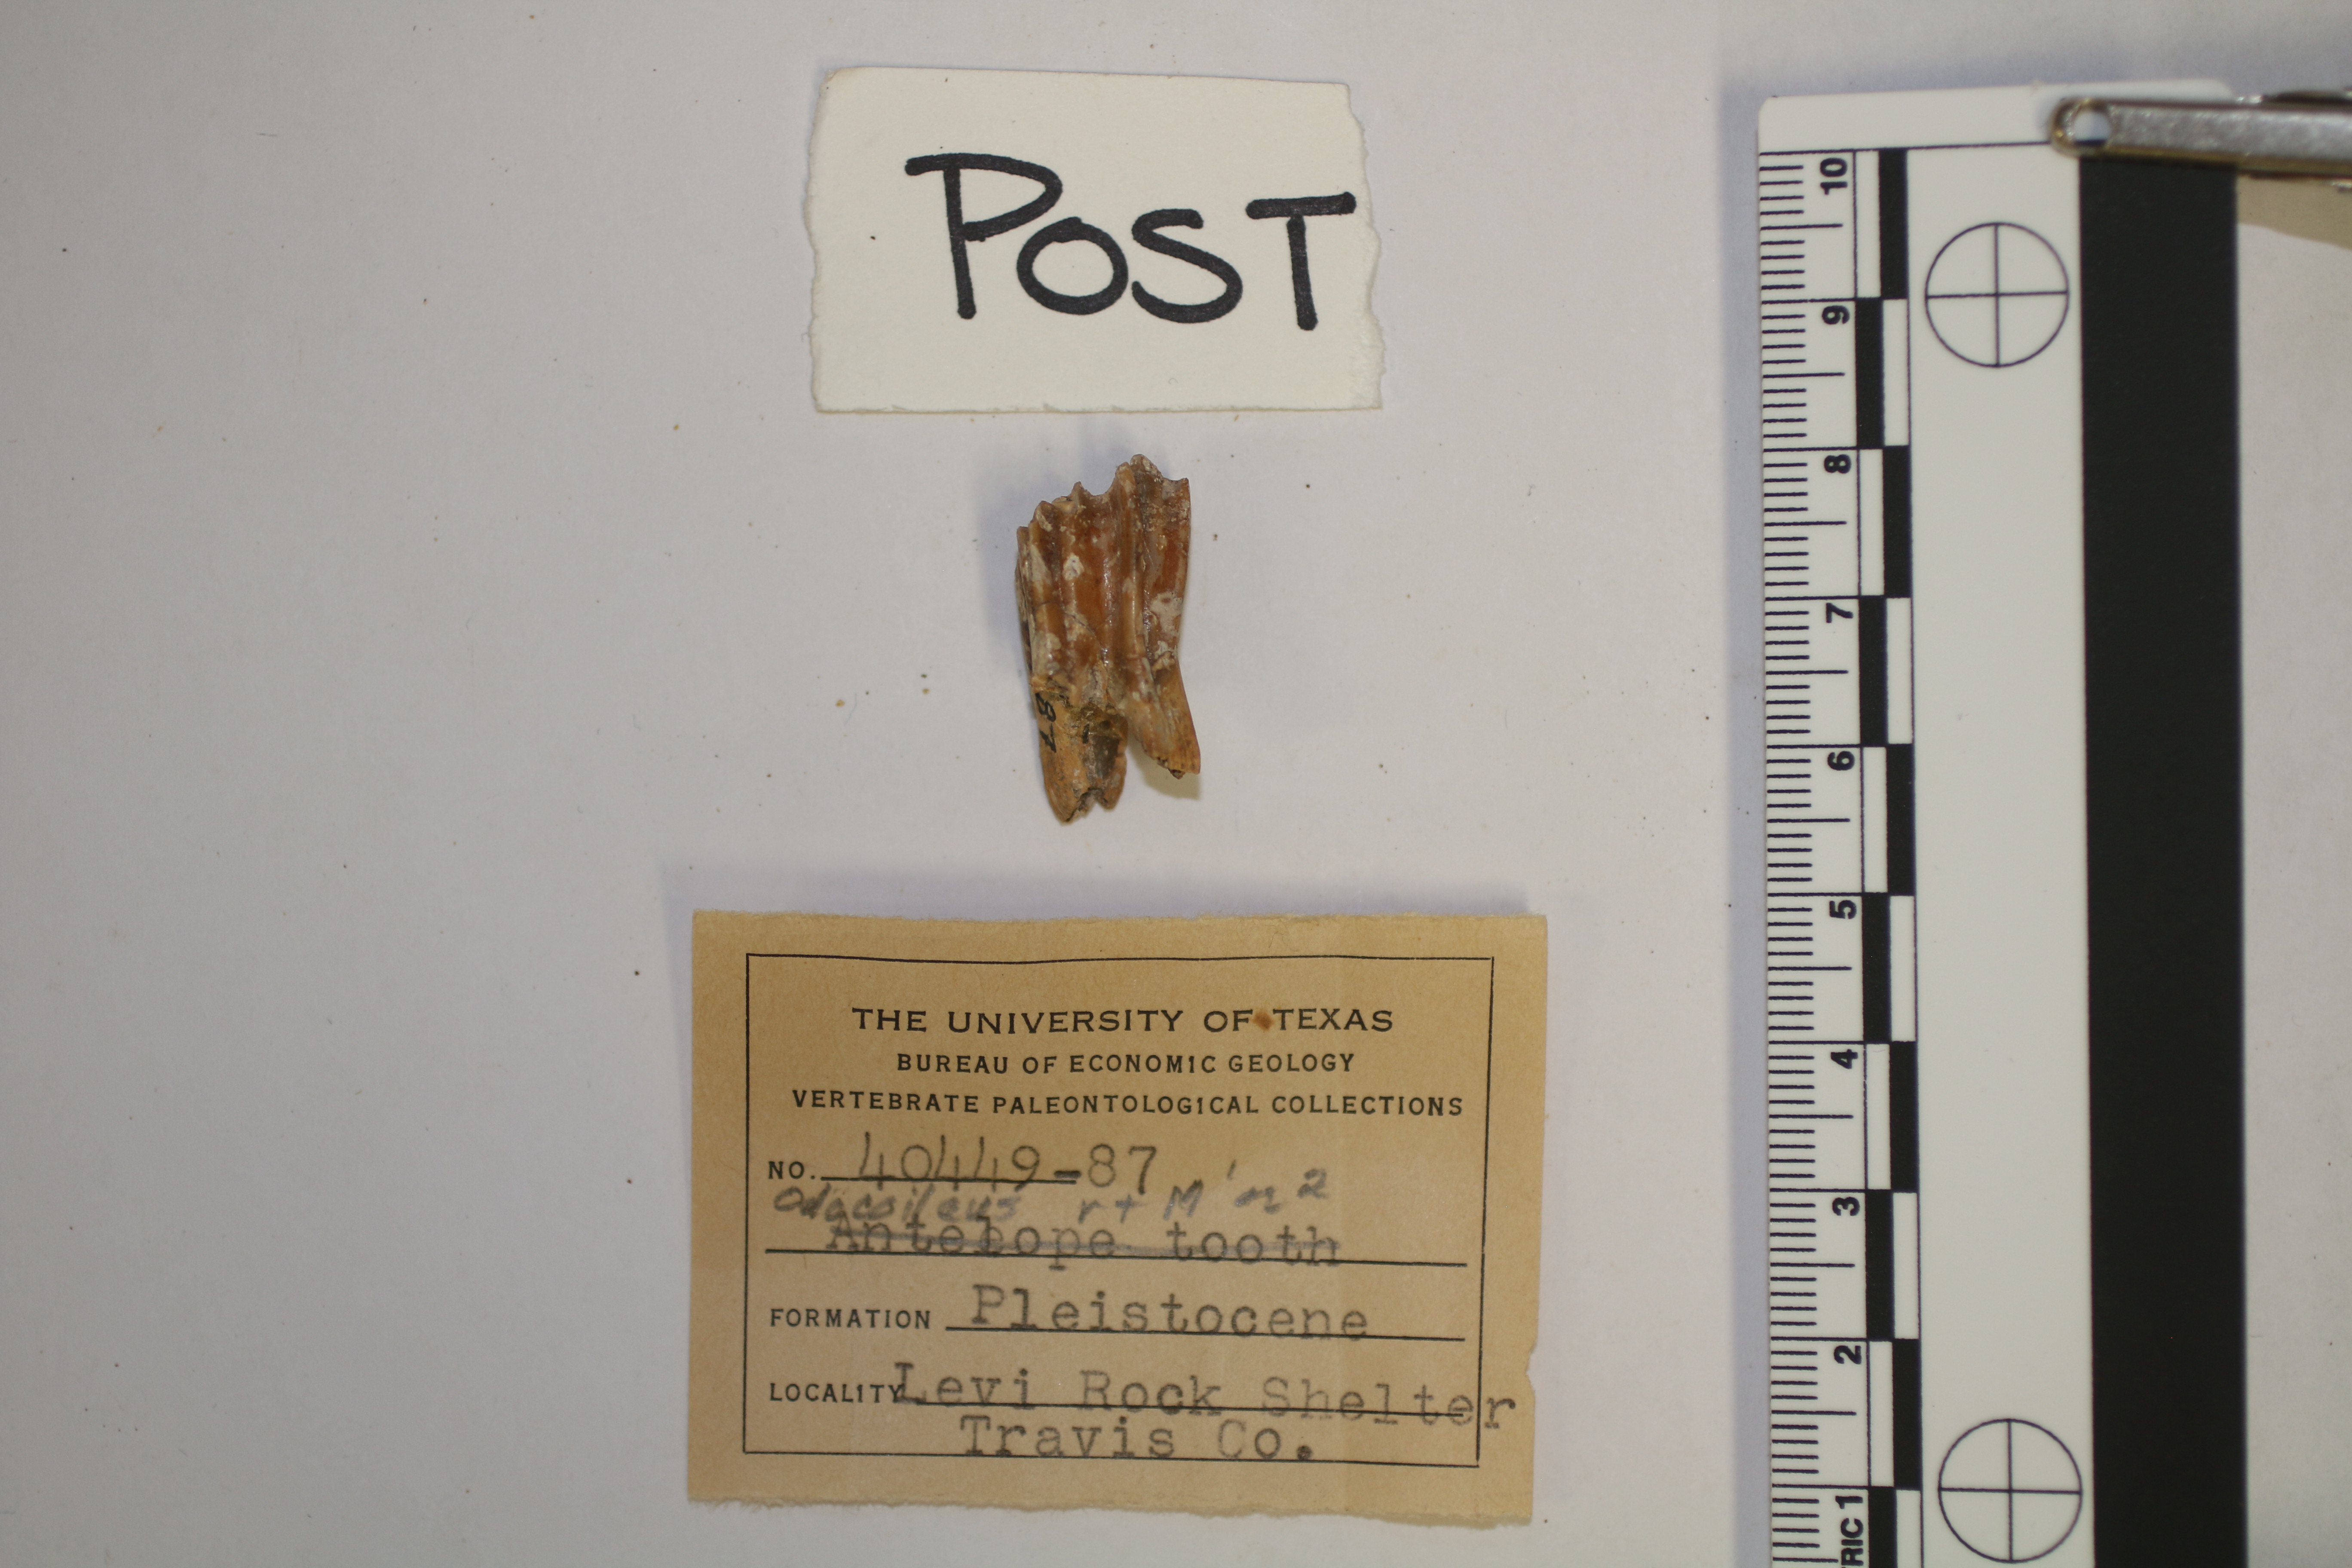 POST
10
9
8
7
6
5
4
3
2
RIC 1
87
THE UNIVERSITY OF TEXAS
BUREAU OF ECONOMIC GEOLOGY
VERTEBRATE PALEONTOLOGICAL COLLECTIONS
NO. 40449-87
Odocoileus rt M 1 or 2
Antelope tooth
FORMATION Pleistocene
LOCALITY Levi Rock Shelter
Travis Co.